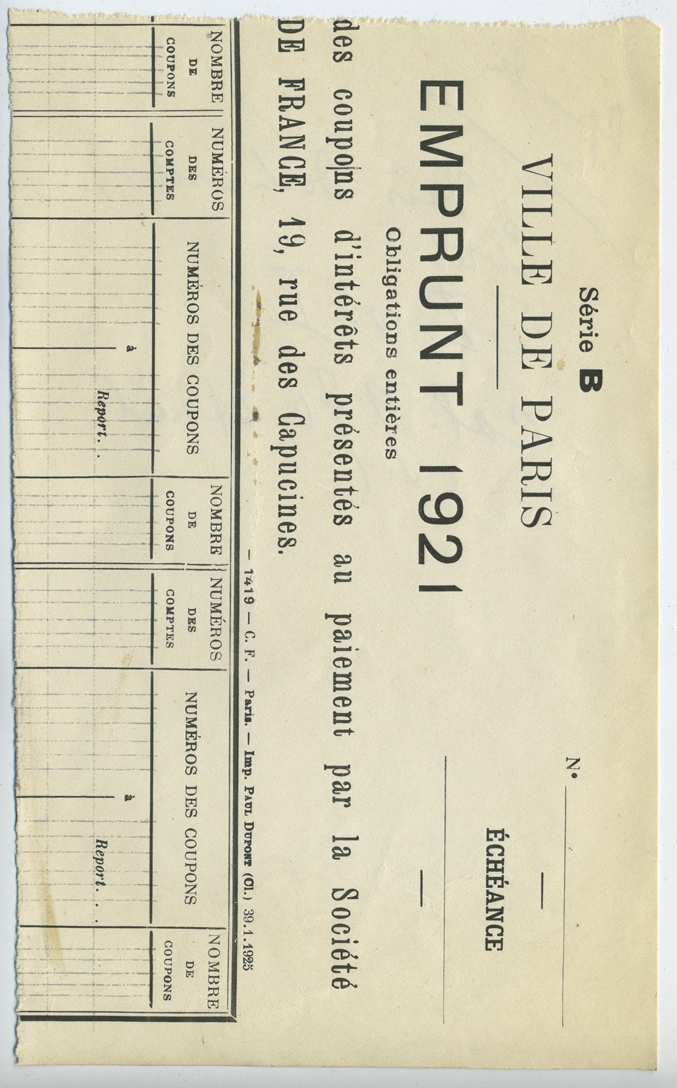 Série B
VILLE DE PARIS
N°
EMPRUNT 1921
ÉCHÉANCE
Obligations entières
des coupons d'intérêts présentés au paiement par la Société
DE FRANCE, 19, rue des Capucines.
— 1419 — C. F. — Paris. — Imp. PAUL DUPONT (Cl.) 39.1.1925
NOMBRE DE COUPONS
NUMÉROS DES COMPTES
NUMÉROS DES COUPONS
NOMBRE DE COUPONS
NUMÉROS DES COMPTES
NUMÉROS DES COUPONS
NOMBRE DE COUPONS
à
à
Report. .
Report. . .